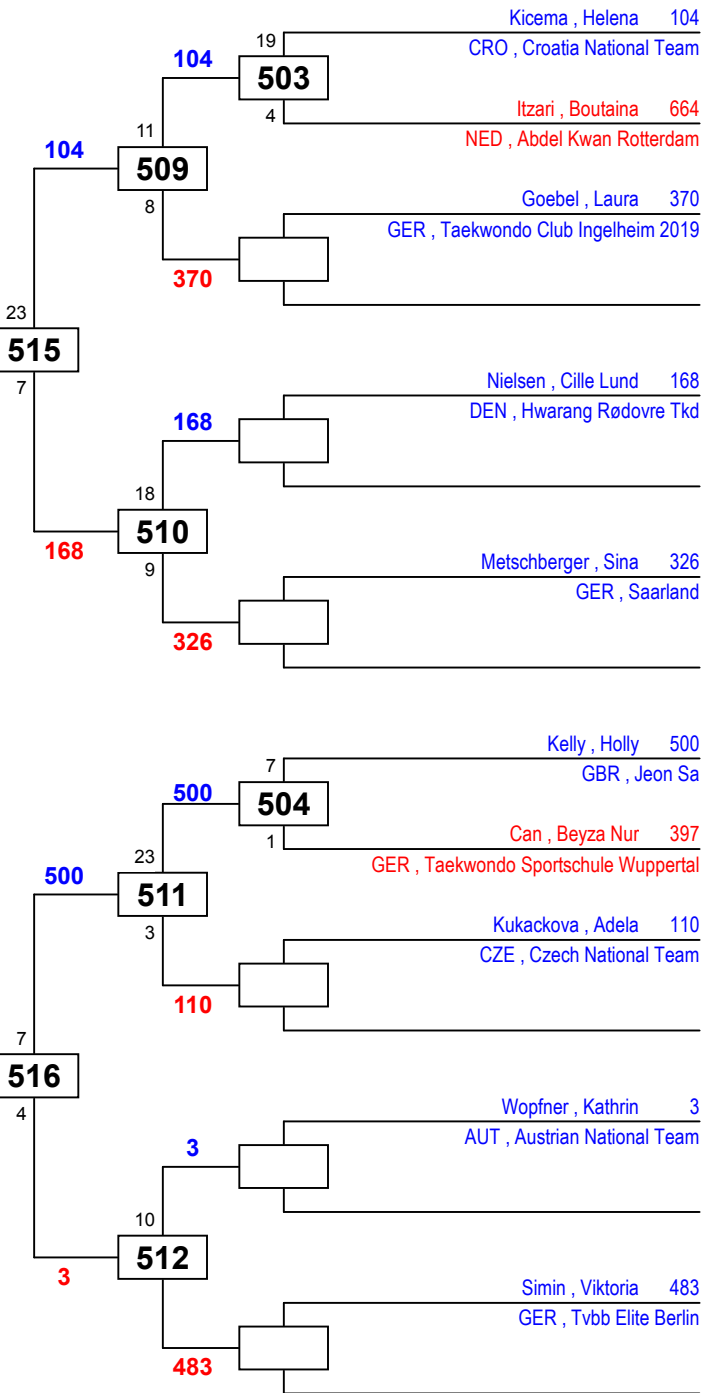 Kicema , Helena 104
19
104
CRO , Croatia National Team
503
Itzari , Boutaina 664
4
11
NED , Abdel Kwan Rotterdam
104
509
Goebel , Laura 370
8
GER , Taekwondo Club Ingelheim 2019
370
23
515
7
Nielsen , Cille Lund 168
DEN , Hwarang Rødovre Tkd
168
18
510
168
9
Metschberger , Sina 326
GER , Saarland
326
Kelly , Holly 500
7
GBR , Jeon Sa
500
504
Can , Beyza Nur 397
1
23
GER , Taekwondo Sportschule Wuppertal
500
511
Kukackova , Adela 110
3
CZE , Czech National Team
110
7
516
4
Wopfner , Kathrin 3
AUT , Austrian National Team
3
10
512
3
Simin , Viktoria 483
GER , Tvbb Elite Berlin
483